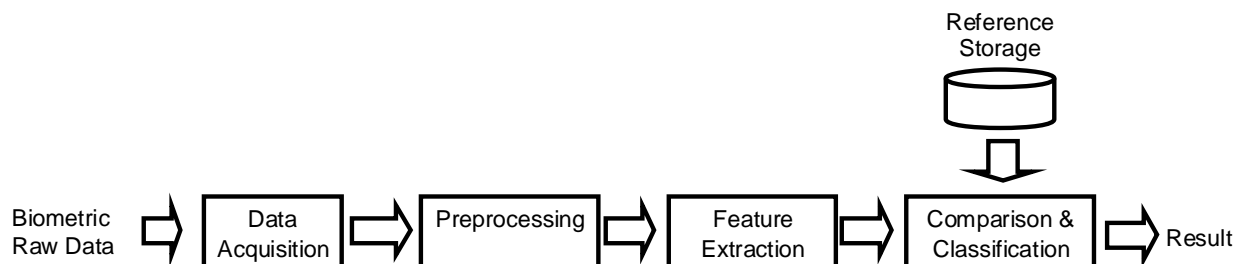 Reference
Storage
Biometric
Raw Data
Data
Acquisition
Preprocessing
Feature
Extraction
Comparison &
Classification
Result